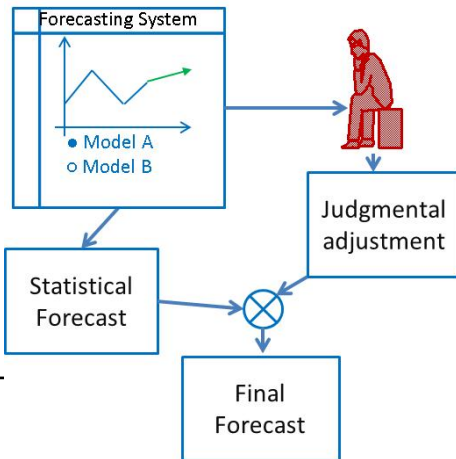 Forecasting System
Model A
Model B
Judgmental
adjustment
Statistical
Forecast
Final
Forecast